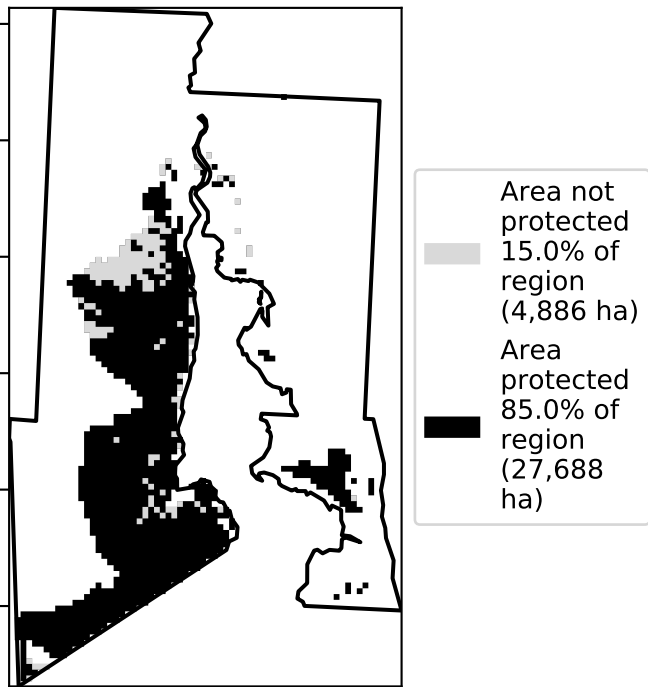 Area not
protected
15.0% of
region
(4,886 ha)
Area
protected
85.0% of
region
(27,688
ha)